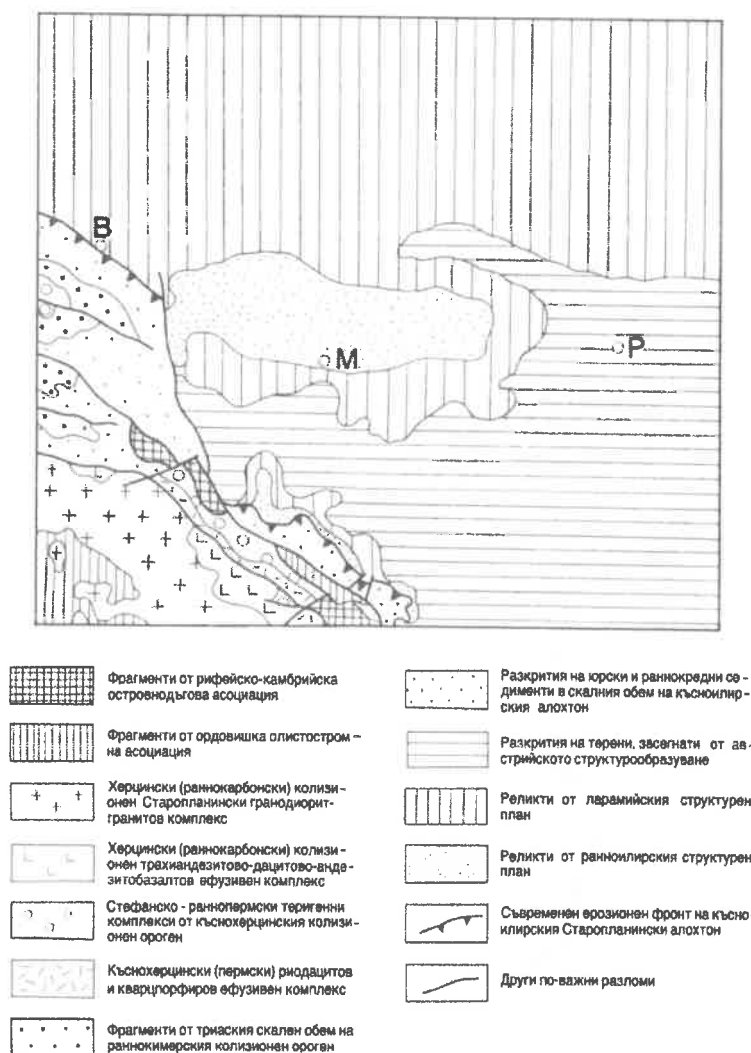 В
М
Р
Фрагменти от рифейско-камбрийска
островнодъгова асоциация
Фрагменти от ордовишка олистостром –
на асоциация
Херцински (раннокарбонски) колизи-
онен Старопланински гранодиорит-
гранитов комплекс
Херцински (раннокарбонски) колизи –
онен трахиандезитово-дацитово-анде-
зитобазалтов ефузивен комплекс
Стефанско - раннопермски теригенни
комплекси от къснохерцинския колизи-
онен ороген
Къснохерцински (пермски) риодацитов
и кварцпорфиров ефузивен комплекс
Фрагменти от триаския скален обем на
раннокимерския колизионен ороген
Разкрития на юрски и раннокредни се –
дименти в скалния обем на късноилир-
ския алохтон
Разкрития на терени, засегнати от ав-
стрийското структурообразуване
Реликти от ларамийския структурен
план
Реликти от ранноилирския структурен
план
Съвременен ерозионен фронт на късно
илирския Старопланински алохтон
Други по-важни разломи